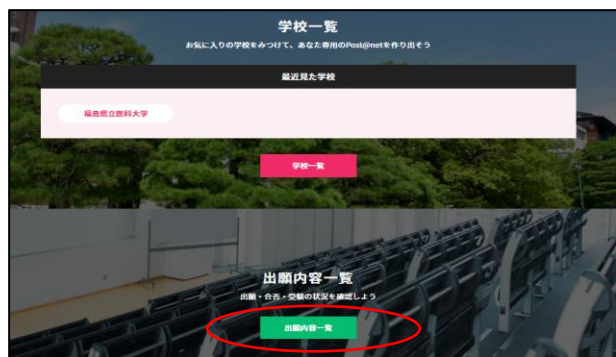 学校一覧
お気に入りの学校をみつけて、あなた専用のPost@netを作り出そう
最近見た学校
福島県立医科大学
学校一覧
出願内容一覧
出願・合否・受験の状況を確認しよう
出願内容一覧